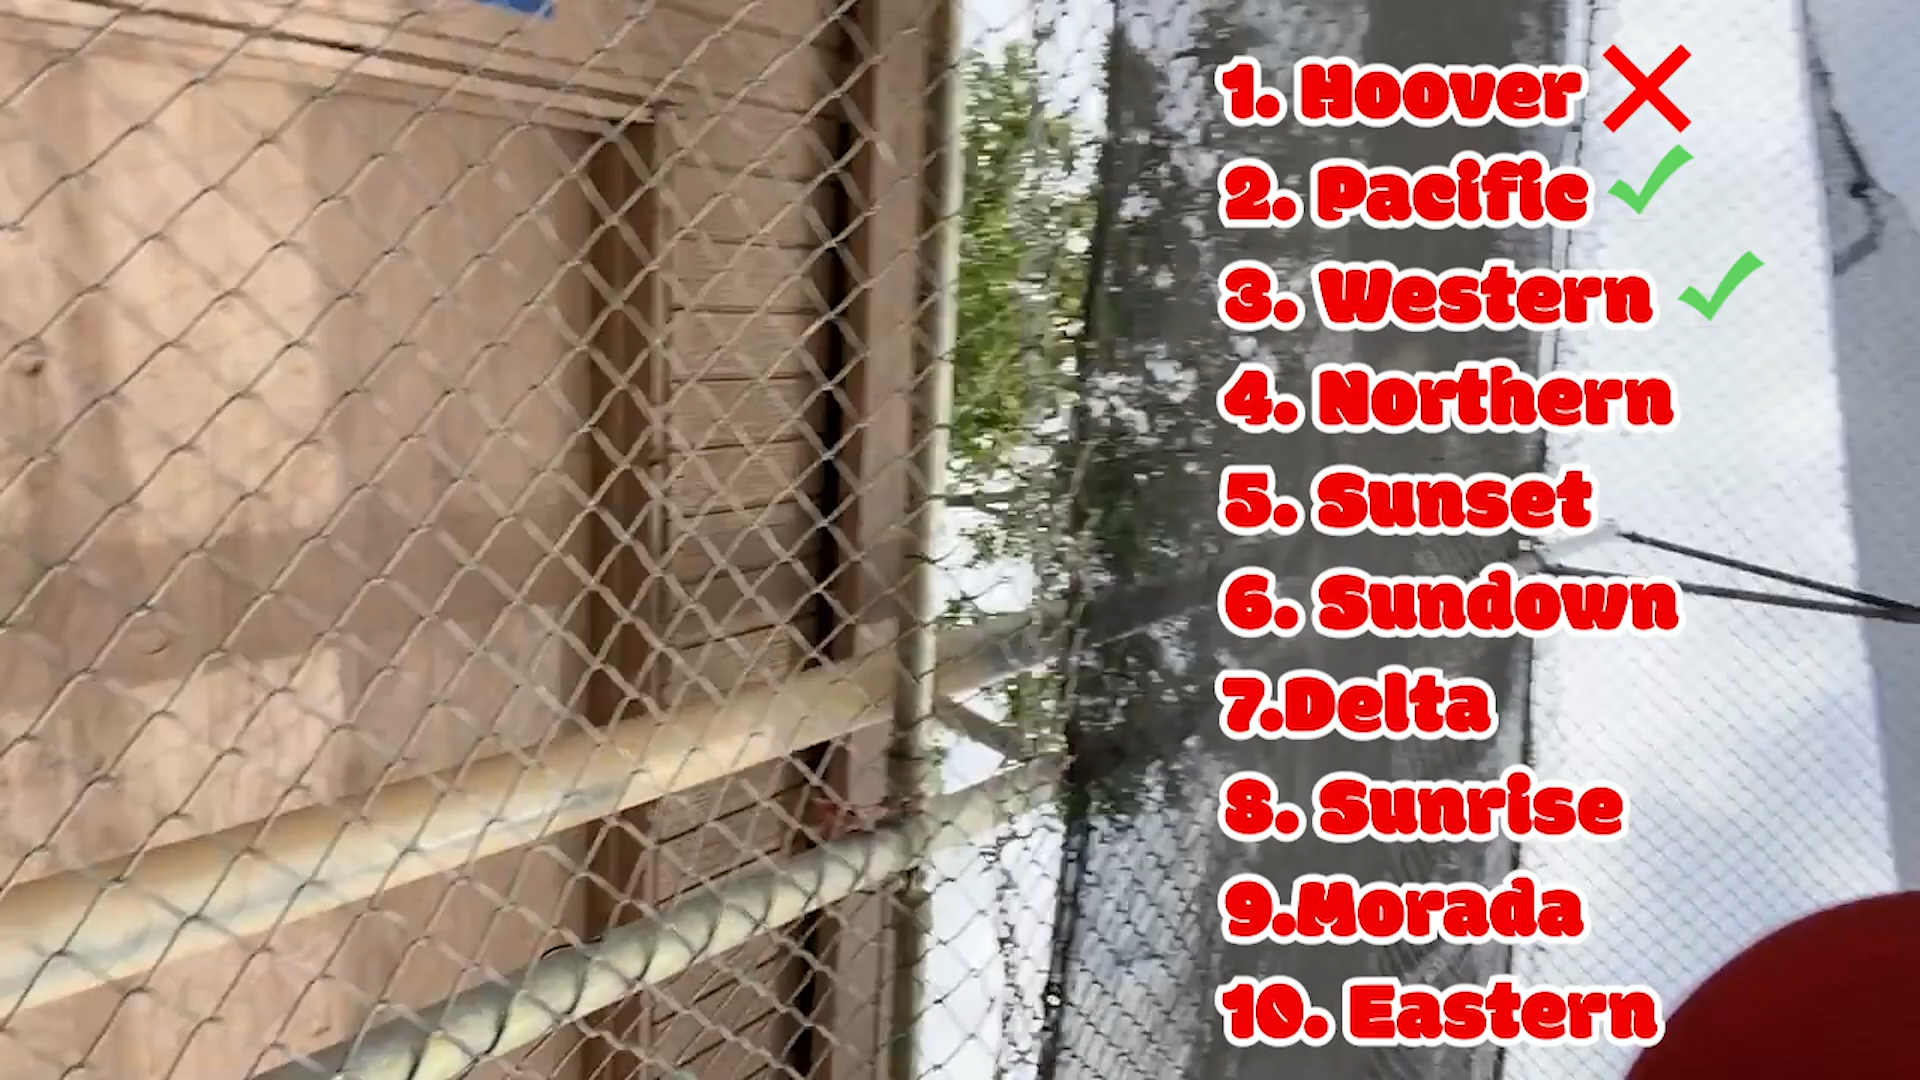 1. Hoover
2. Pacific
3. Western
4. Northern
5. Sunset
6. Sundown
7.Delta
8. Sunrise
9.Morada
10. Eastern